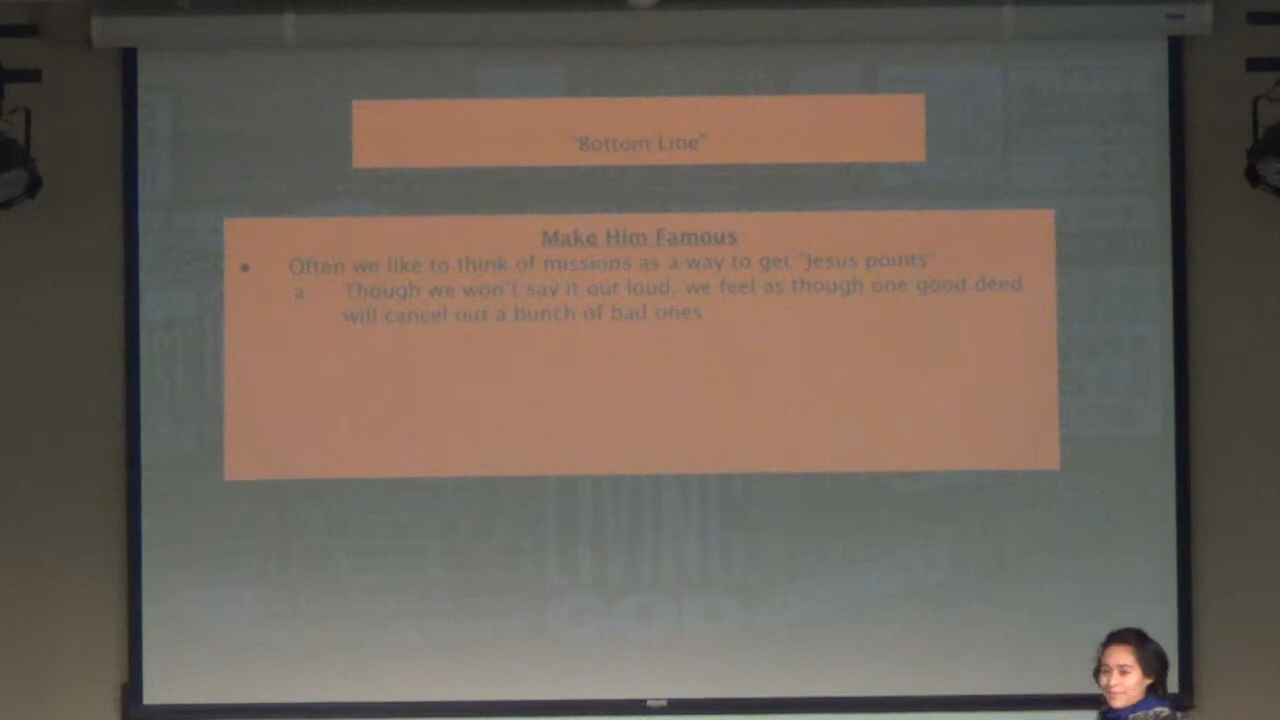 "Bottom Line"
Make Him Famous
• Often we like to think of missions as a way to get "Jesus points"
a. Though we won't say it out loud, we feel as though one good deed
will cancel out a bunch of bad ones